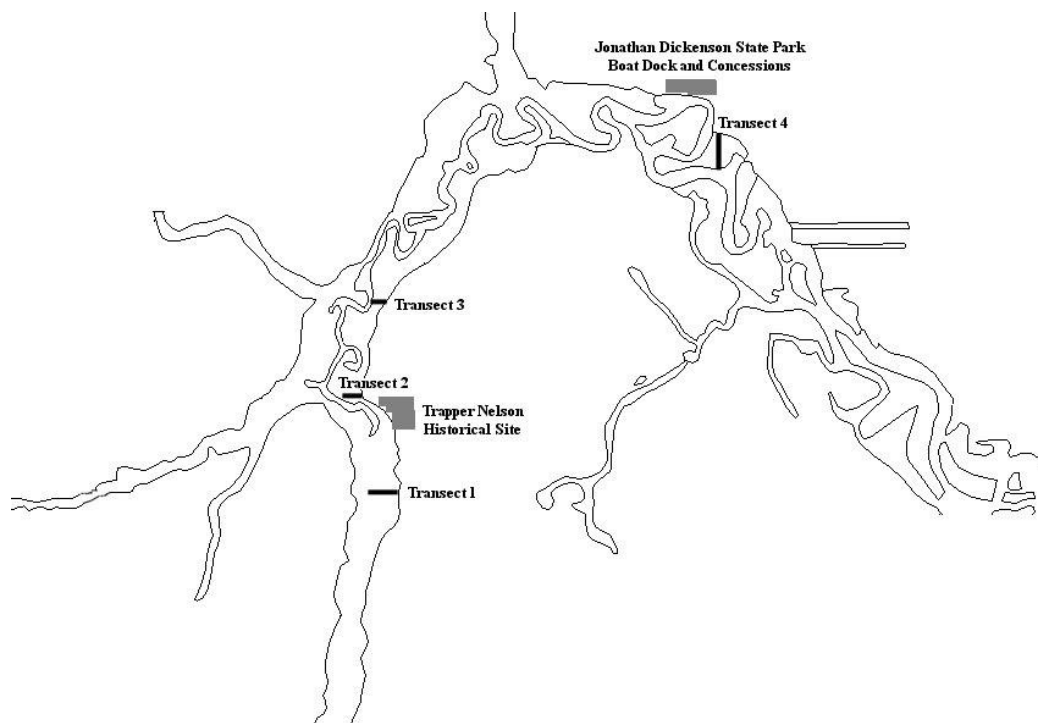 Jonathan Dickenson State Park
Boat Dock and Concessions
Transect 4
Transect 3
Transect 2
Trapper Nelson
Historical Site
Transect 1